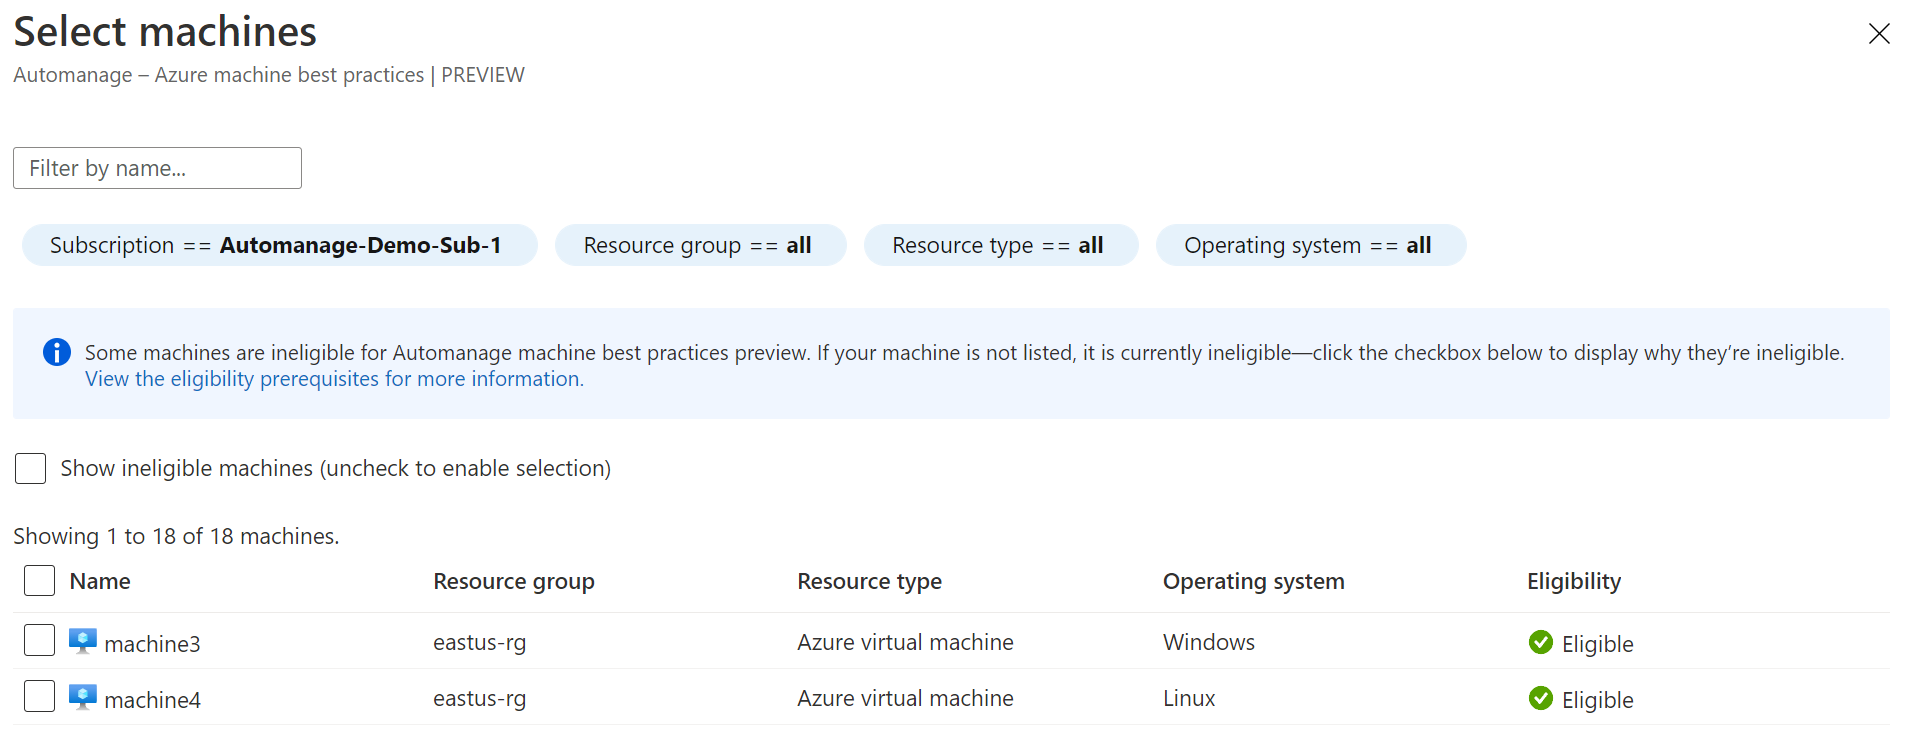 Select machines
Automanage – Azure machine best practices | PREVIEW
Filter by name...
Subscription == Automanage-Demo-Sub-1 Resource group == all Resource type == all Operating system == all
Some machines are ineligible for Automanage machine best practices preview. If your machine is not listed, it is currently ineligible—click the checkbox below to display why they’re ineligible.
View the eligibility prerequisites for more information.
Show ineligible machines (uncheck to enable selection)
Showing 1 to 18 of 18 machines.
Name Resource group Resource type Operating system Eligibility
machine3 eastus-rg Azure virtual machine Windows Eligible
machine4 eastus-rg Azure virtual machine Linux Eligible